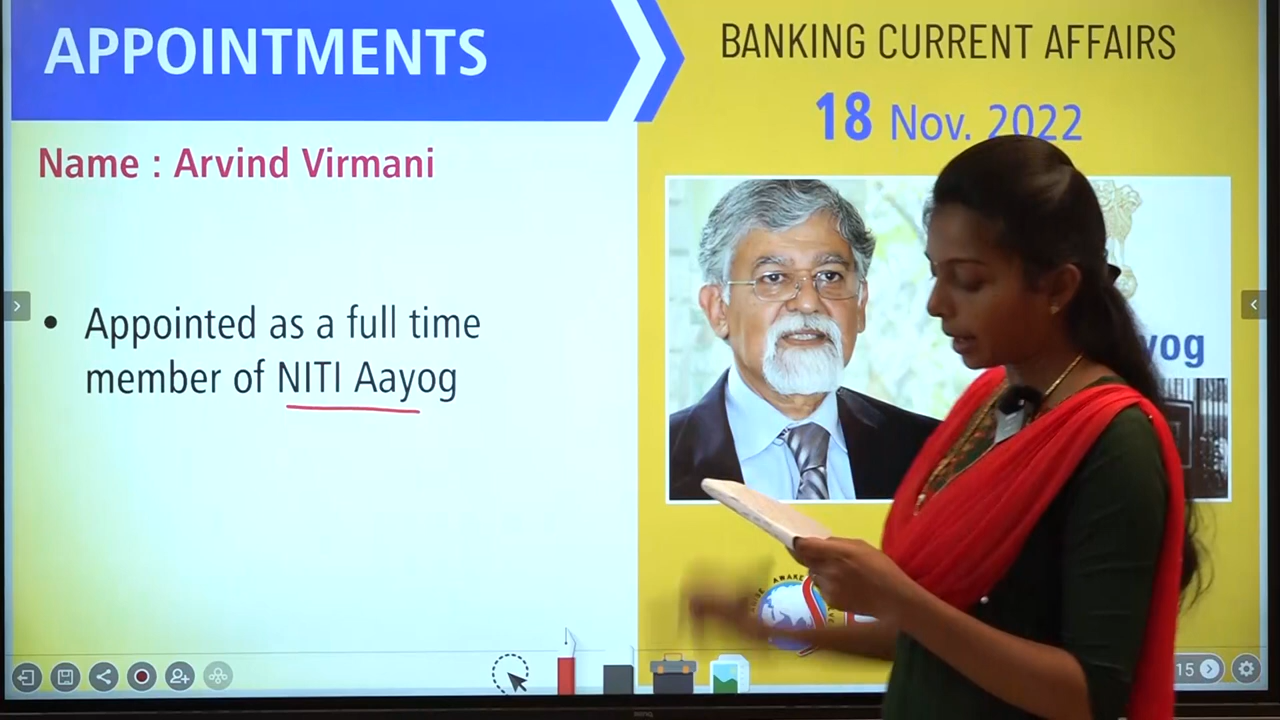 APPOINTMENTS
BANKING CURRENT AFFAIRS
18 Nov. 2022
Name : Arvind Virmani
• Appointed as a full time
member of NITI Aayog
yog
AWAKE
15